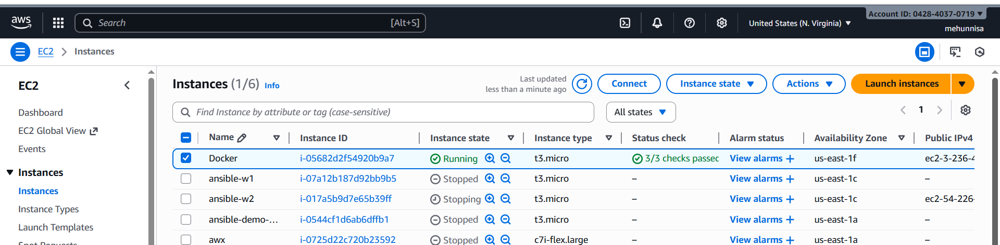 aws
Search
[Alt+S]
United States (N. Virginia)
Account ID: 0428-4037-0719
mehunnisa
EC2 > Instances
EC2
Dashboard
EC2 Global View
Events
Instances
Instances
Instance Types
Launch Templates
Spot Requests
Instances (1/6) Info
Last updated
less than a minute ago
Connect
Instance state
Actions
Launch instances
Find Instance by attribute or tag (case-sensitive)
All states
1
Name Instance ID Instance state Instance type Status check Alarm status Availability Zone Public IPv4
Docker i-05682d2f54920b9a7 Running t3.micro 3/3 checks passed View alarms + us-east-1f ec2-3-236-4
ansible-w1 i-07a12b187d92bb9b5 Stopped t3.micro – View alarms + us-east-1c –
ansible-w2 i-017a5b9d7e65b39ff Stopping t3.micro – View alarms + us-east-1c ec2-54-226-
ansible-demo-... i-0544cf1d6ab6dffb1 Stopped t3.micro – View alarms + us-east-1a –
awx i-0725d22c720b23592 Stopped c7i-flex.large – View alarms + us-east-1a –